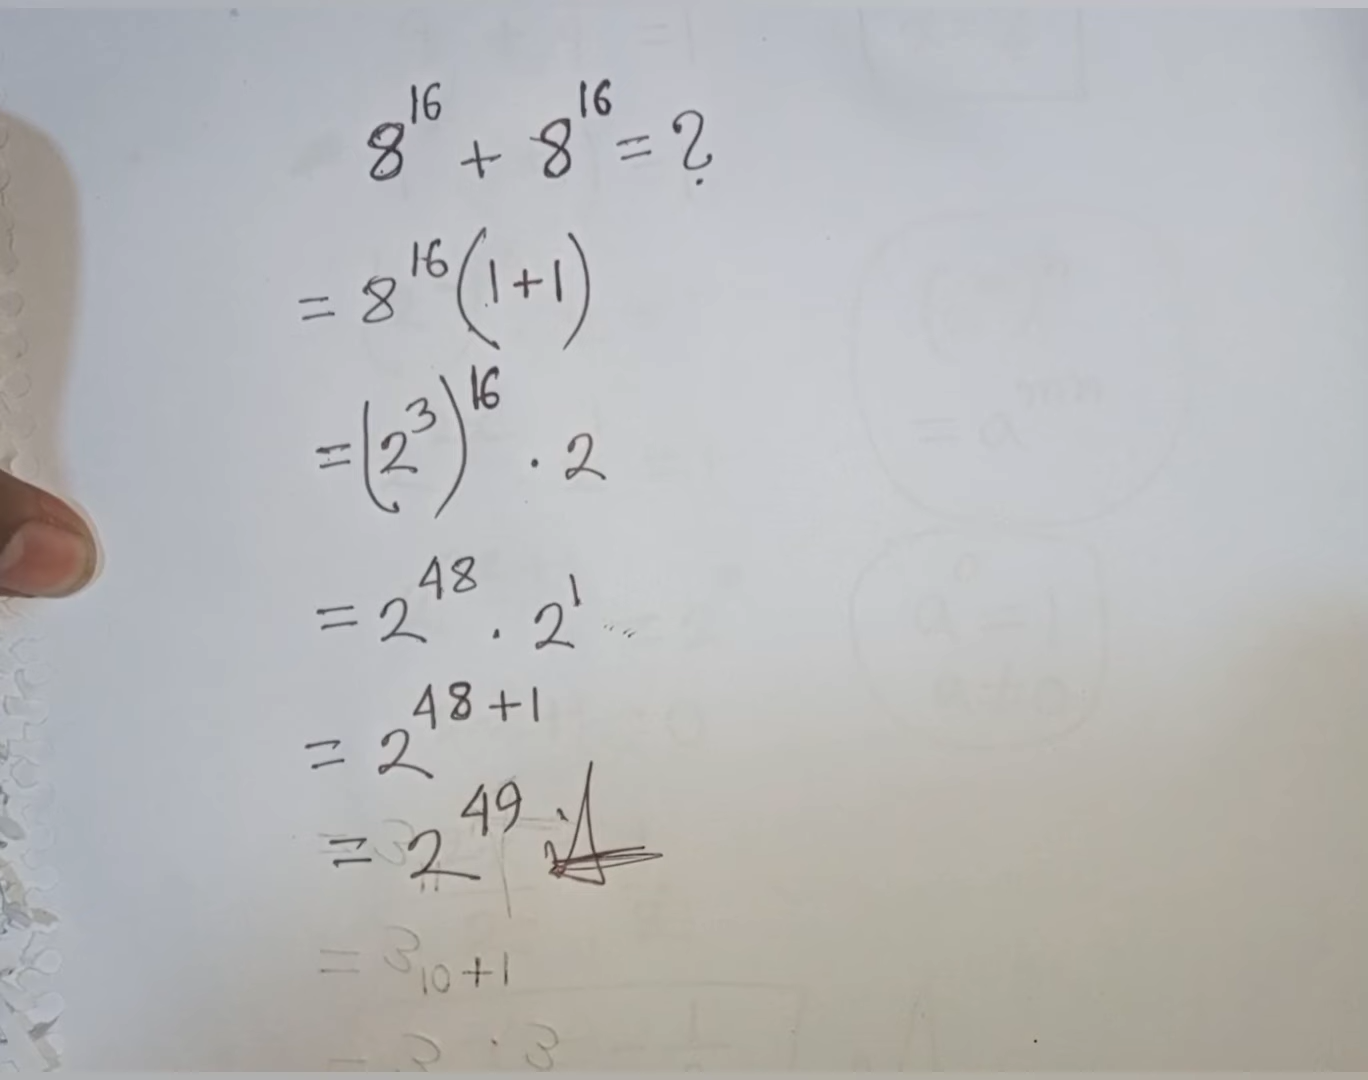 8^16 + 8^16 = ?
= 8^16 (1+1)
= (2^3)^16 . 2
= 2^48 . 2^1
= 2^48+1
= 2^49